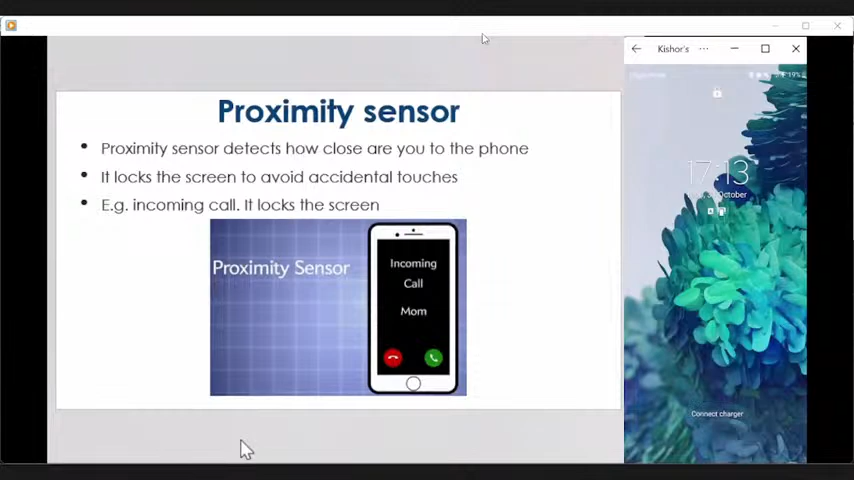 Kishor's
Proximity sensor
Proximity sensor detects how close are you to the phone
It locks the screen to avoid accidental touches
E.g. incoming call. It locks the screen
Proximity Sensor
Incoming
Call
Mom
19%
17:13
October
Connect charger